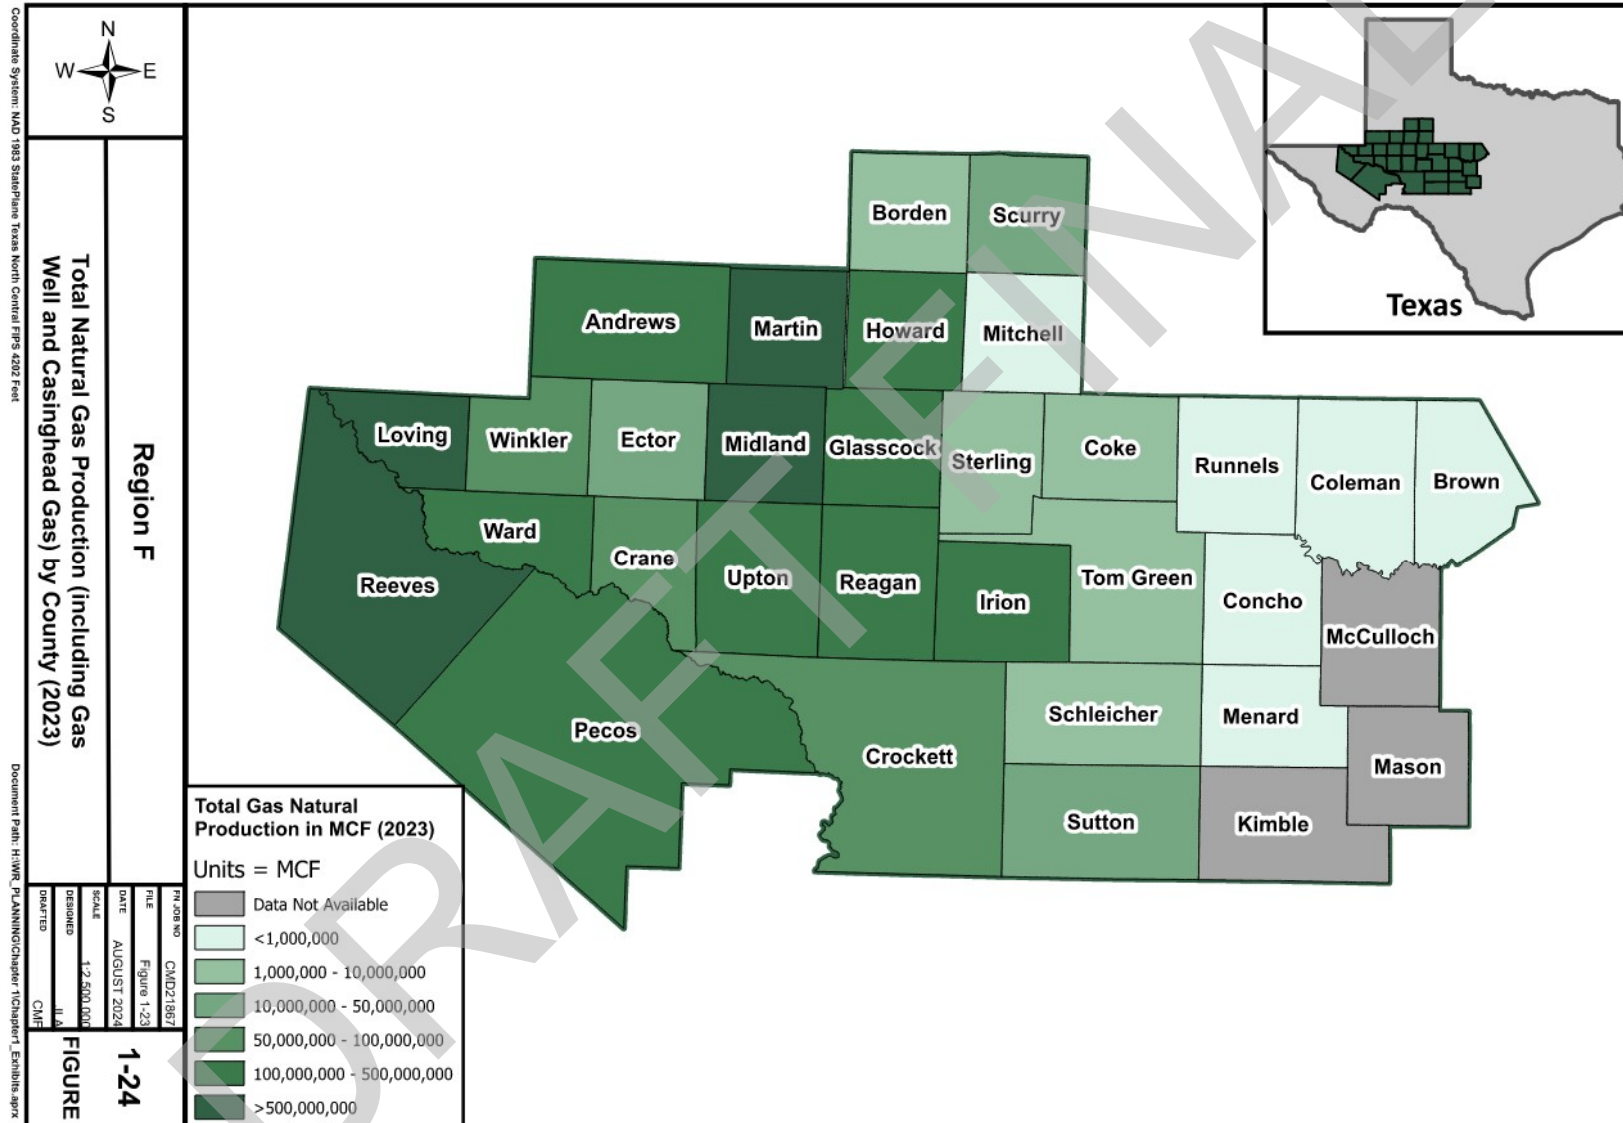 Coordinate System: NAD 1983 StatePlane Texas North Central FIPS 4202 Feet
Document Path: H:\WR_PLANNING\Chapter 1\Chapter1_Exhibits.aprx
N
W E
S
Region F
Total Natural Gas Production (including Gas
Well and Casinghead Gas) by County (2023)
FN JOB NO CMD21867
FILE Figure 1-23
DATE AUGUST 2024
SCALE 1:2,500,000
DESIGNED JLA
DRAFTED CMF
1-24
FIGURE
Texas
Borden
Scurry
Andrews
Martin
Howard
Mitchell
Loving
Winkler
Ector
Midland
Glasscock
Sterling
Coke
Runnels
Coleman
Brown
Ward
Crane
Upton
Reagan
Irion
Tom Green
Concho
McCulloch
Reeves
Pecos
Crockett
Schleicher
Menard
Mason
Sutton
Kimble
Total Gas Natural
Production in MCF (2023)
Units = MCF
Data Not Available
<1,000,000
1,000,000 - 10,000,000
10,000,000 - 50,000,000
50,000,000 - 100,000,000
100,000,000 - 500,000,000
>500,000,000
DRAFT FINAL